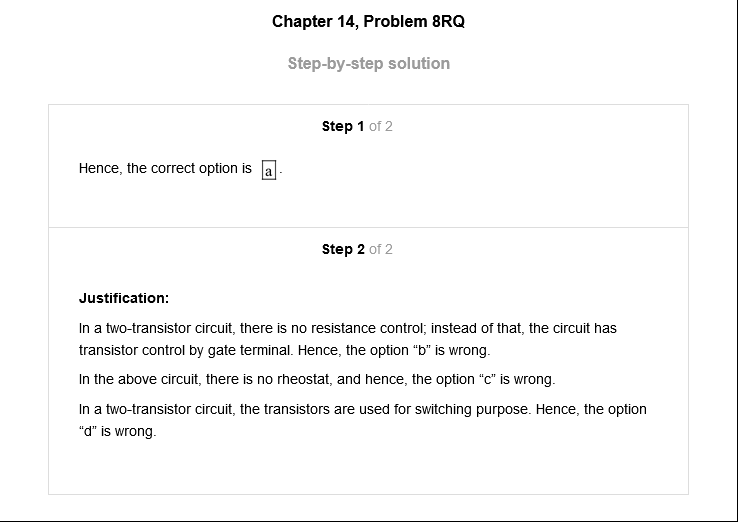 Chapter 14, Problem 8RQ
Step-by-step solution
Step 1 of 2
Hence, the correct option is a .
Step 2 of 2
Justification:
In a two-transistor circuit, there is no resistance control; instead of that, the circuit has
transistor control by gate terminal. Hence, the option “b” is wrong.
In the above circuit, there is no rheostat, and hence, the option “c” is wrong.
In a two-transistor circuit, the transistors are used for switching purpose. Hence, the option
“d” is wrong.